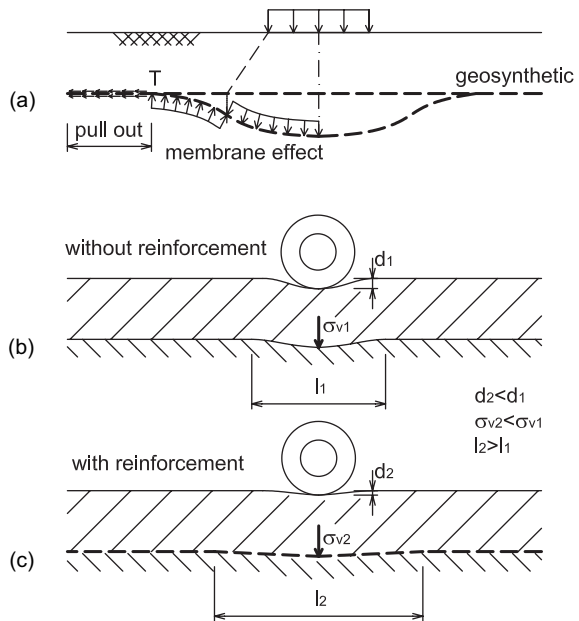 T
geosynthetic
(a)
pull out
membrane effect
without reinforcement
d1
σv1
(b)
l1
d2<d1
σv2<σv1
l2>l1
with reinforcement
d2
σv2
(c)
l2